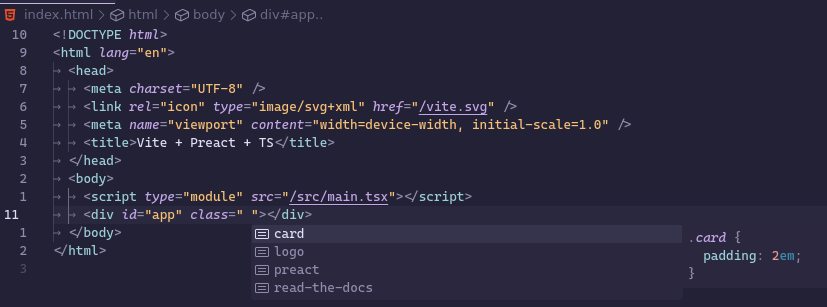 index.html > html > body > div#app..
10 <!DOCTYPE html>
9 <html lang="en">
8 → <head>
7 → → <meta charset="UTF-8" />
6 → → <link rel="icon" type="image/svg+xml" href="/vite.svg" />
5 → → <meta name="viewport" content="width=device-width, initial-scale=1.0" />
4 → → <title>Vite + Preact + TS</title>
3 → </head>
2 → <body>
1 → → <script type="module" src="/src/main.tsx"></script>
11 → → <div id="app" class=" "></div>
1 → </body>
2 </html>
3
card
logo
preact
read-the-docs
.card {
padding: 2em;
}